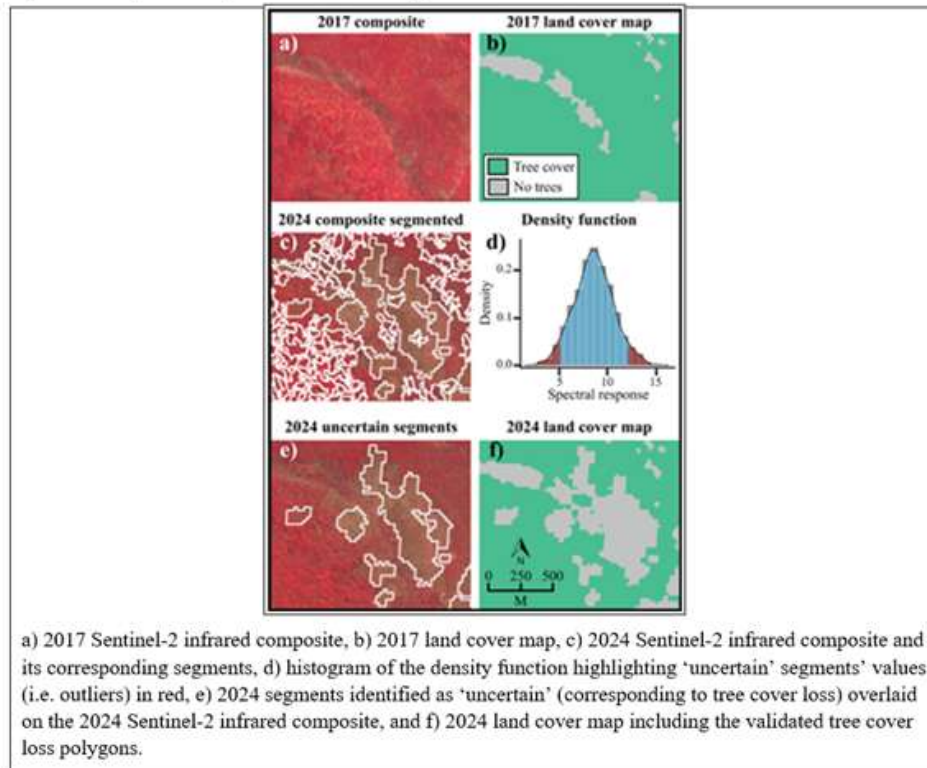 2017 composite
2017 land cover map
a)
b)
Tree cover
No trees
2024 composite segmented
Density function
c)
d)
0.2
0.1
0.0
Density
5
10
15
Spectral response
2024 uncertain segments
2024 land cover map
e)
f)
N
0 250 500
M
a) 2017 Sentinel-2 infrared composite, b) 2017 land cover map, c) 2024 Sentinel-2 infrared composite and
its corresponding segments, d) histogram of the density function highlighting ‘uncertain’ segments’ values
(i.e. outliers) in red, e) 2024 segments identified as ‘uncertain’ (corresponding to tree cover loss) overlaid
on the 2024 Sentinel-2 infrared composite, and f) 2024 land cover map including the validated tree cover
loss polygons.